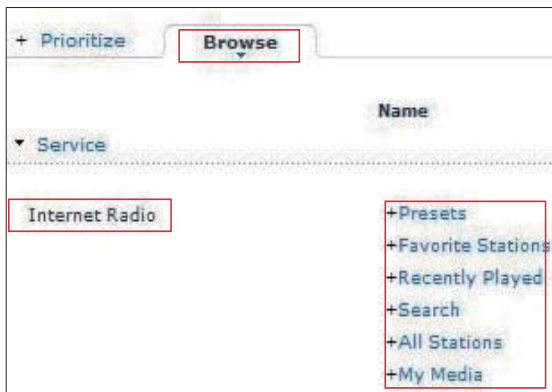 + Prioritize Browse
Name
Service
Internet Radio +Presets
+Favorite Stations
+Recently Played
+Search
+All Stations
+My Media